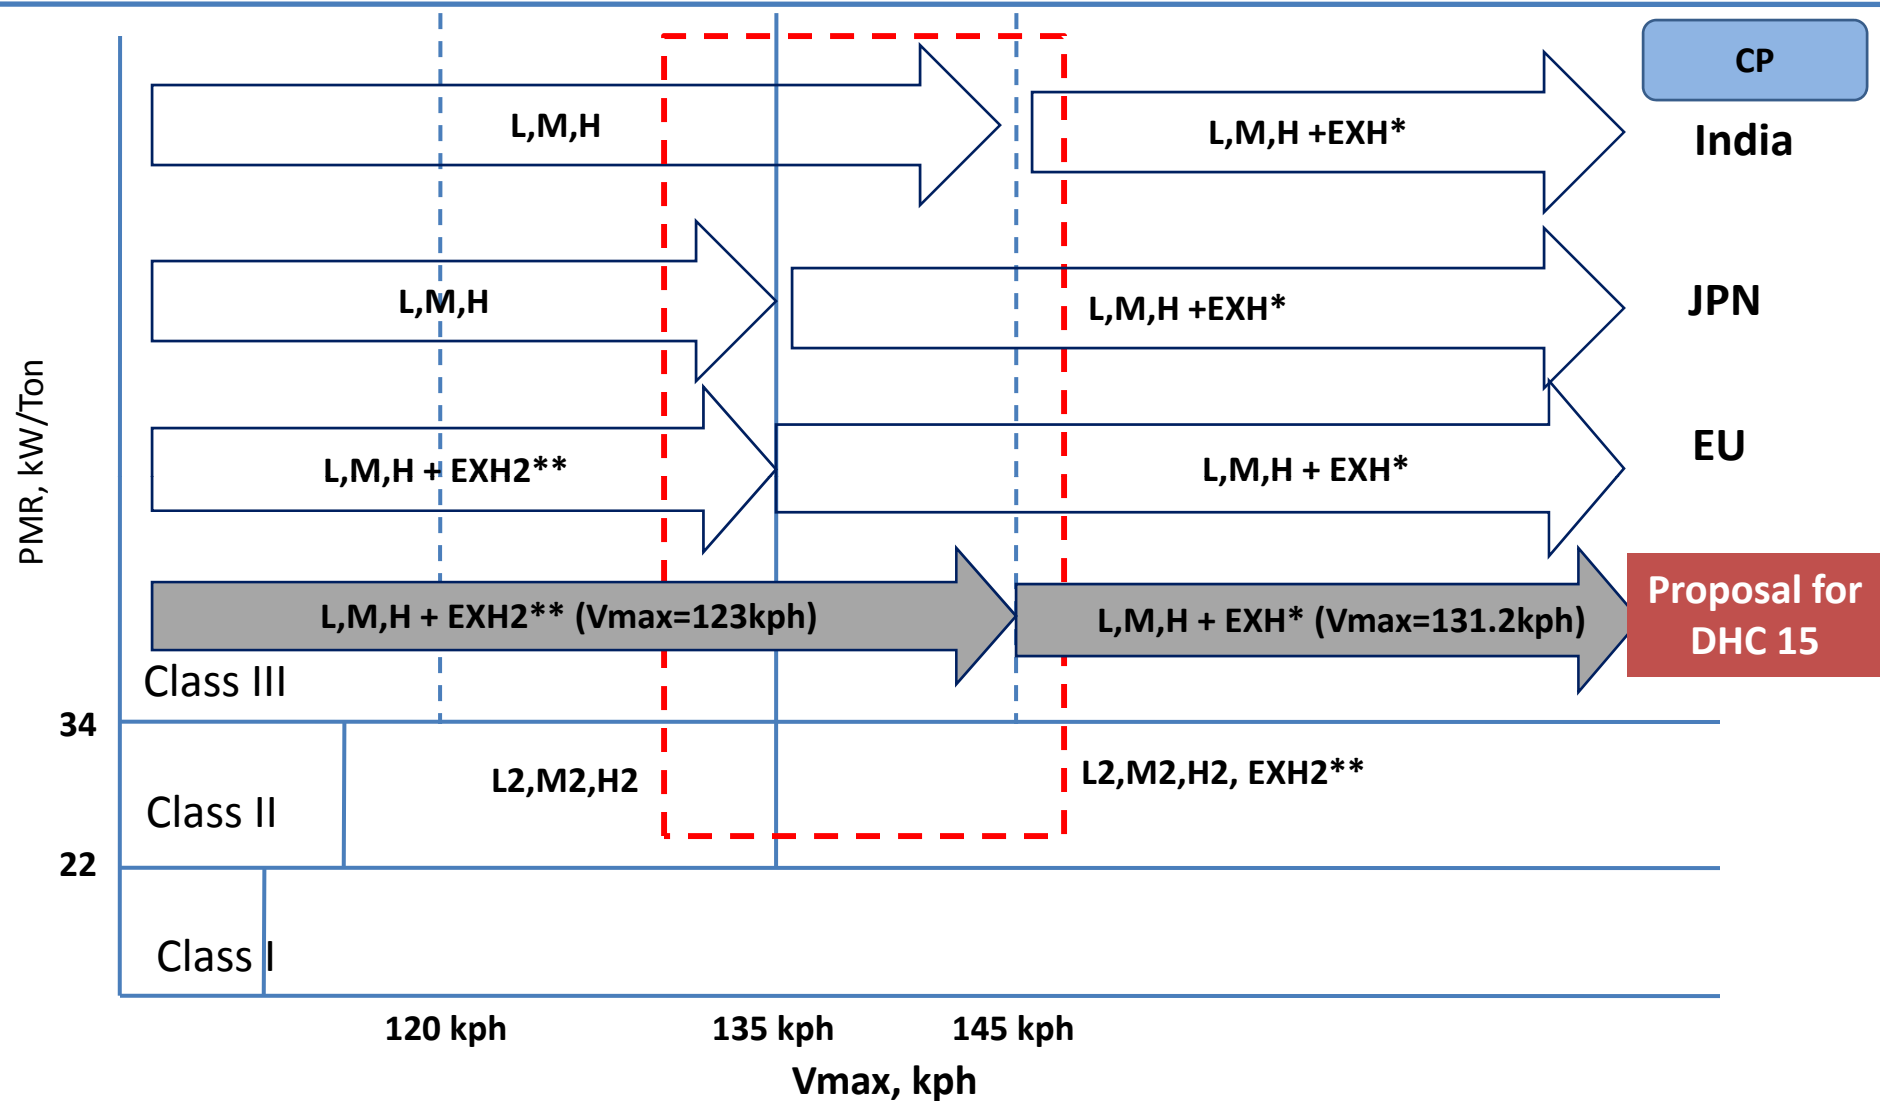 CP
L,M,H
L,M,H +EXH*
India
L,M,H
L,M,H +EXH*
JPN
PMR, kW/Ton
L,M,H + EXH2**
L,M,H + EXH*
EU
L,M,H + EXH2** (Vmax=123kph)
L,M,H + EXH* (Vmax=131.2kph)
Proposal for
DHC 15
Class III
34
L2,M2,H2
L2,M2,H2, EXH2**
Class II
22
Class I
120 kph
135 kph
145 kph
Vmax, kph